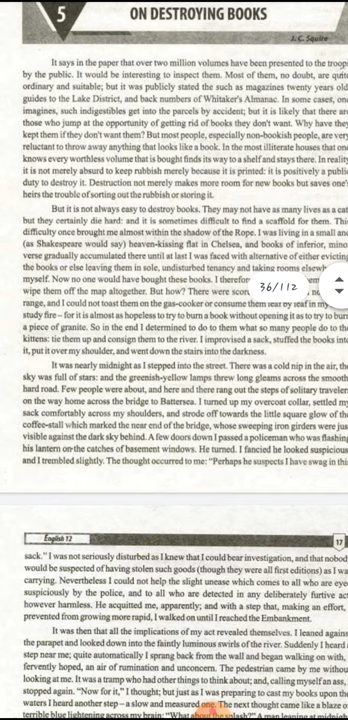 5
ON DESTROYING BOOKS
J.C. Squire
It says in the paper that over two million volumes have been presented to the troops
by the public. It would be interesting to inspect them. Most of them, no doubt, are quite
ordinary and suitable; but it was publicly stated the such as magazines twenty years old,
guides to the Lake District, and back numbers of Whitaker's Almanac. In some cases, one
imagines, such indigestibles get into the parcels by accident; but it is likely that there are
those who jump at the opportunity of getting rid of books they don't want. Why have they
kept them if they don't want them? But most people, especially non-bookish people, are very
reluctant to throw away anything that looks like a book. In the most illiterate houses that one
knows every worthless volume that is bought finds its way to a shelf and stays there. In reality
it is not merely absurd to keep rubbish merely because it is printed: it is positively a public
duty to destroy it. Destruction not merely makes more room for new books but saves one's
heirs the trouble of sorting out the rubbish or storing it.
But it is not always easy to destroy books. They may not have as many lives as a cat,
but they certainly die hard: and it is sometimes difficult to find a scaffold for them. This
difficulty once brought me almost within the shadow of the Rope. I was living in a small and
(as Shakespeare would say) heaven-kissing flat in Chelsea, and books of inferior, minor
verse gradually accumulated there until at last I was faced with alternative of either evicting
the books or else leaving them in sole, undisturbed tenancy and taking rooms elsewh
myself. Now no one would have bought these books. I therefor
wipe them off the map altogether. But how? There were scor
range, and I could not toast them on the gas-cooker or consume them leaf by leaf in my
study fire – for it is almost as hopeless to try to burn a book without opening it as to try to burn
a piece of granite. So in the end I determined to do to them what so many people do to the
kittens: tie them up and consign them to the river. I improvised a sack, stuffed the books into
it, put it over my shoulder, and went down the stairs into the darkness.
36/112
It was nearly midnight as I stepped into the street. There was a cold nip in the air, the
sky was full of stars: and the greenish-yellow lamps threw long gleams across the smooth,
hard road. Few people were about, and here and there rang out the steps of solitary travelers
on the way home across the bridge to Battersea. I turned up my overcoat collar, settled my
sack comfortably across my shoulders, and strode off towards the little square glow of the
coffee-stall which marked the near end of the bridge, whose sweeping iron girders were just
visible against the dark sky behind. A few doors down I passed a policeman who was flashing
his lantern on the catches of basement windows. He turned. I fancied he looked suspicious,
and I trembled slightly. The thought occurred to me: "Perhaps he suspects I have swag in this
English 12
17
sack." I was not seriously disturbed as I knew that I could bear investigation, and that nobody
would be suspected of having stolen such goods (though they were all first editions) as I was
carrying. Nevertheless I could not help the slight unease which comes to all who are eyed
suspiciously by the police, and to all who are detected in any deliberately furtive act,
however harmless. He acquitted me, apparently; and with a step that, making an effort, I
prevented from growing more rapid, I walked on until I reached the Embankment.
It was then that all the implications of my act revealed themselves. I leaned against
the parapet and looked down into the faintly luminous swirls of the river. Suddenly I heard a
step near me; quite automatically I sprang back from the wall and began walking on with, I
fervently hoped, an air of rumination and unconcern. The pedestrian came by me without
looking at me. It was a tramp who had other things to think about; and, calling myself an ass, I
stopped again. "Now for it," I thought; but just as I was preparing to cast my books upon the
waters I heard another step – a slow and measured one. The next thought came like a blaze of
terrible blue lightening across my brain: "What about the splash?" A man leaning at midnight